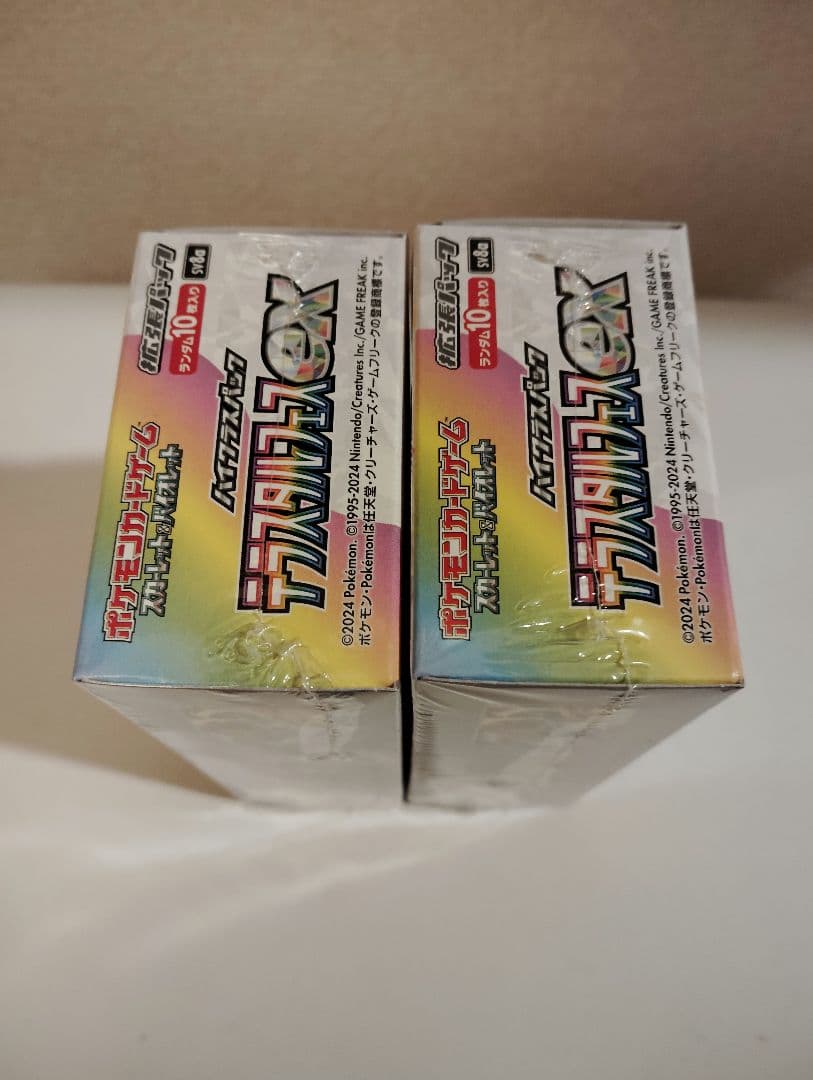 拡張パック
SV8a
ランダム10枚入り
ポケモンカードゲーム
スカーレット&バイオレット
ハイクラスパック
テラスタルフェスex
©2024 Pokémon. ©1995-2024 Nintendo/Creatures Inc./GAME FREAK inc.
ポケモン・Pokémonは任天堂・クリーチャーズ・ゲームフリークの登録商標です。
拡張パック
SV8a
ランダム10枚入り
ポケモンカードゲーム
スカーレット&バイオレット
ハイクラスパック
テラスタルフェスex
©2024 Pokémon. ©1995-2024 Nintendo/Creatures Inc./GAME FREAK inc.
ポケモン・Pokémonは任天堂・クリーチャーズ・ゲームフリークの登録商標です。